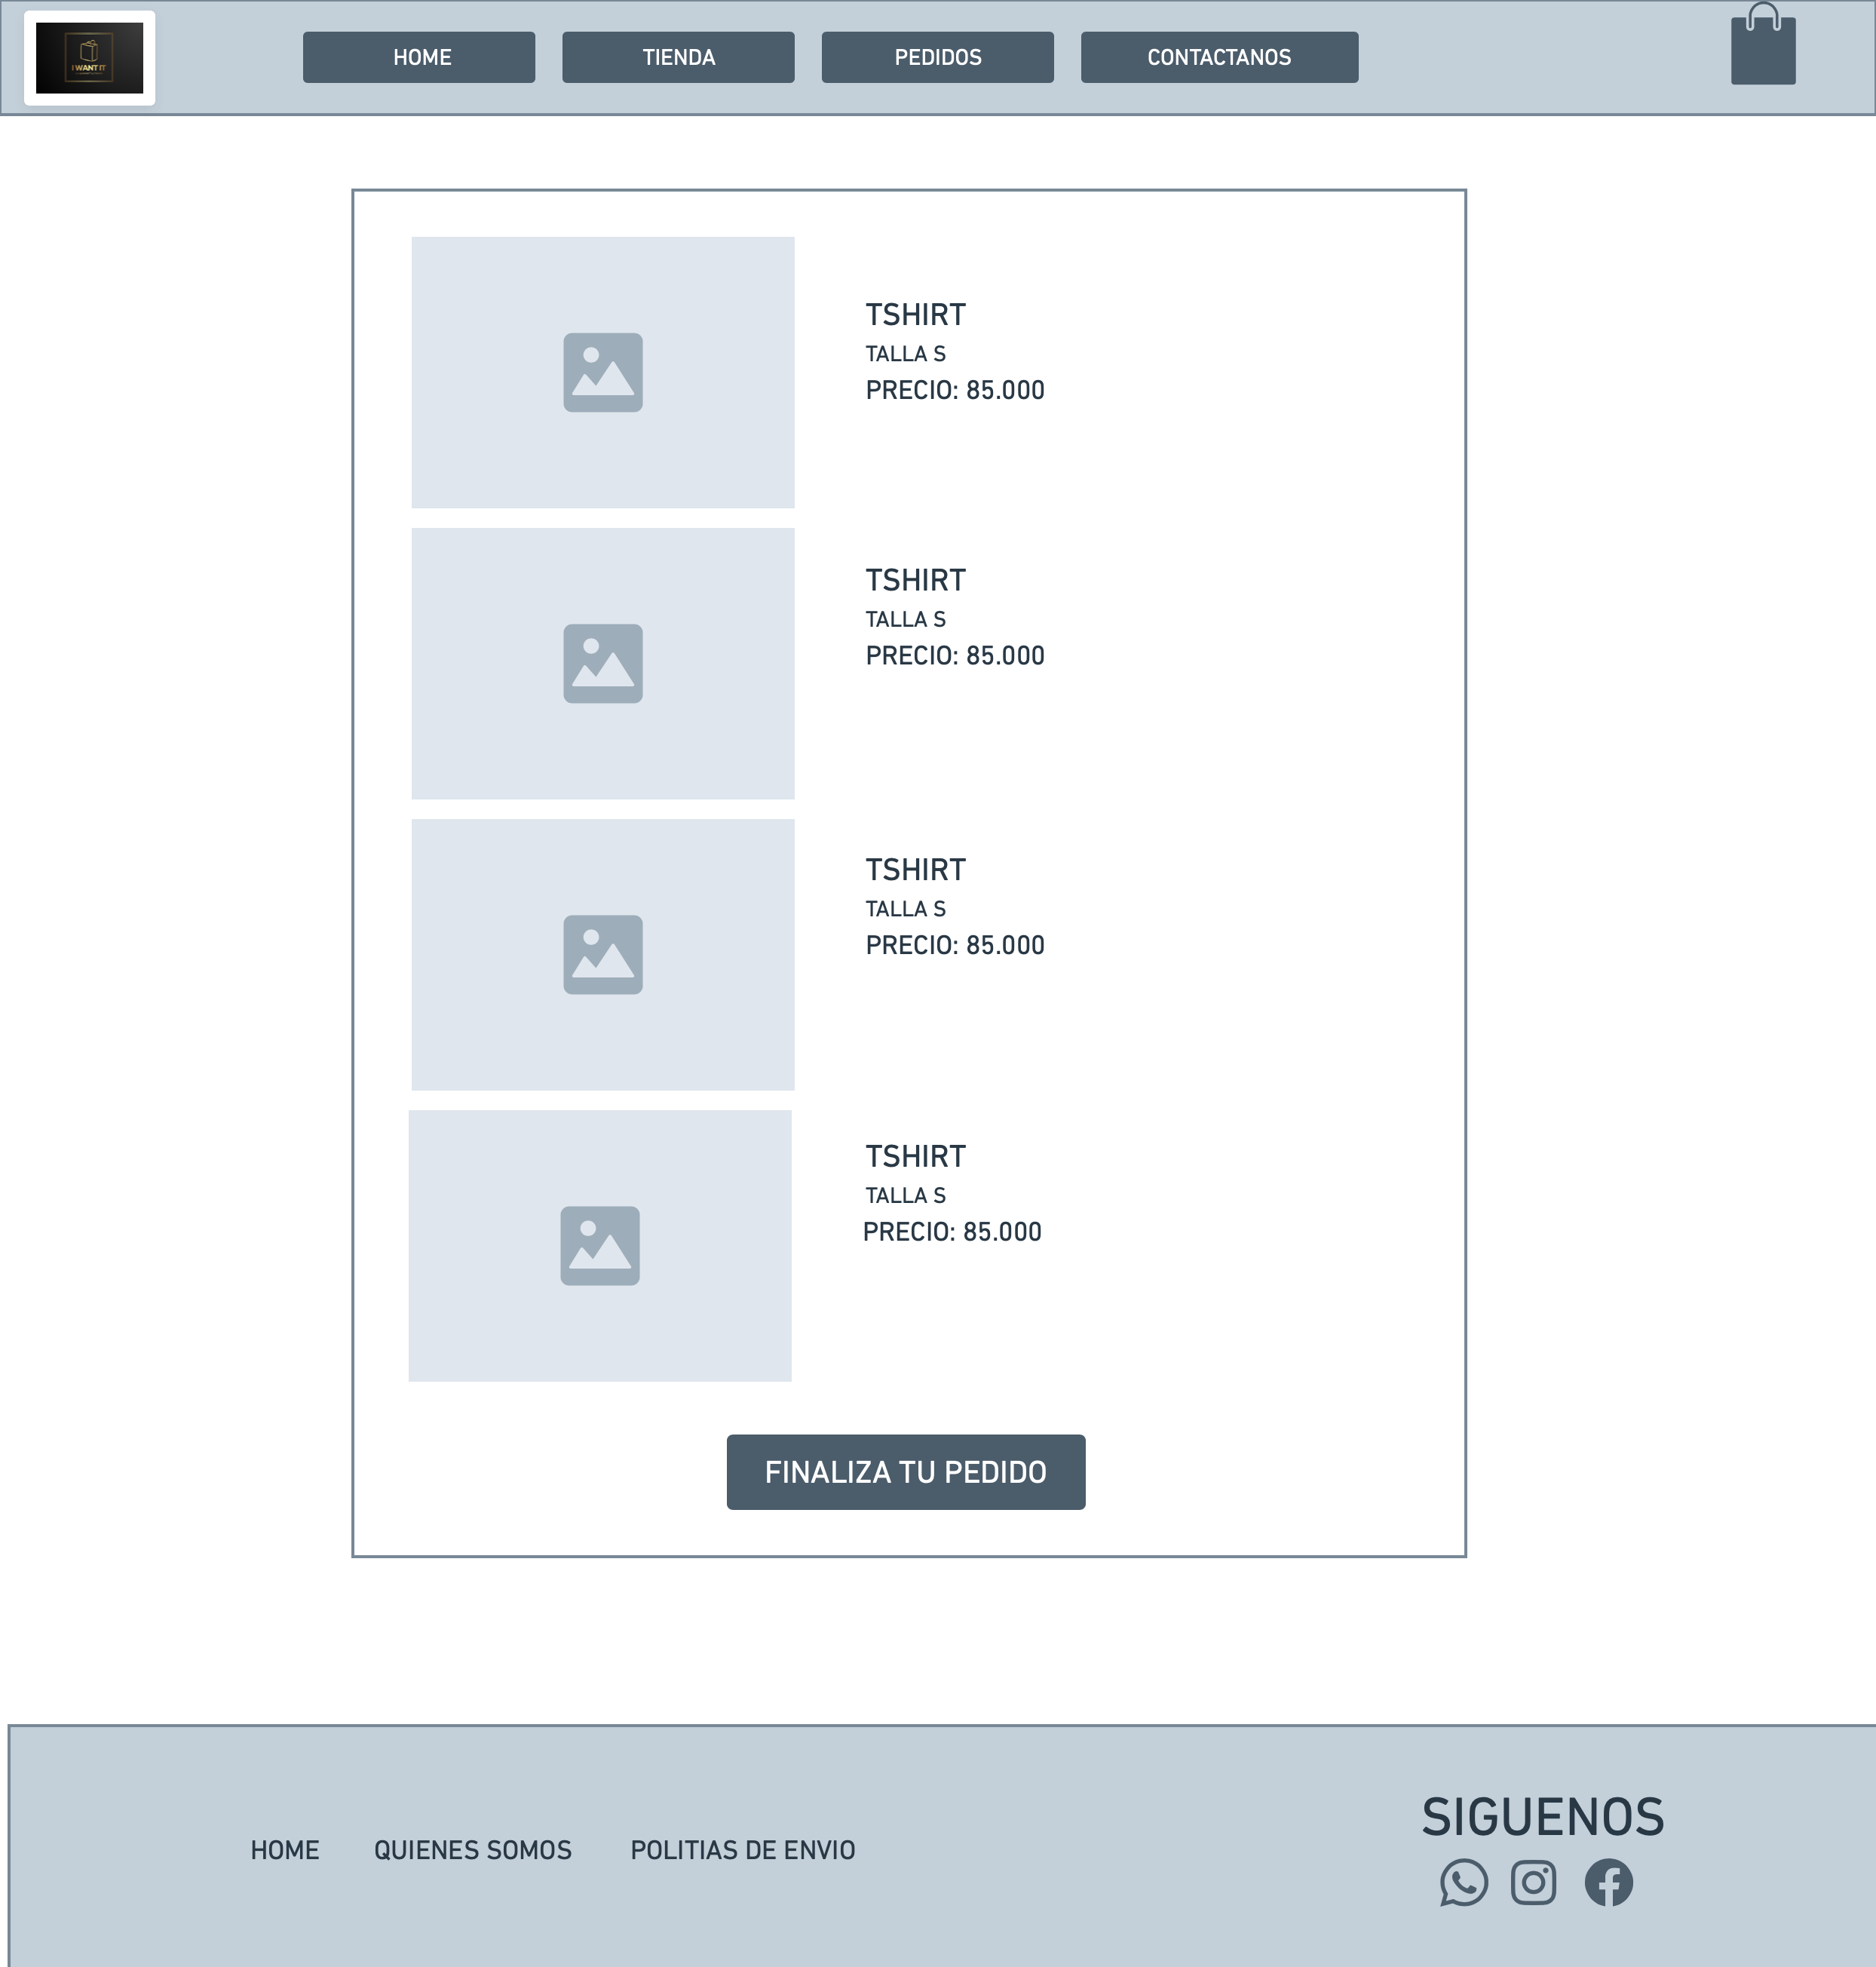 I WANT IT
HOME
TIENDA
PEDIDOS
CONTACTANOS
TSHIRT
TALLA S
PRECIO: 85.000
TSHIRT
TALLA S
PRECIO: 85.000
TSHIRT
TALLA S
PRECIO: 85.000
TSHIRT
TALLA S
PRECIO: 85.000
FINALIZA TU PEDIDO
SIGUENOS
HOME
QUIENES SOMOS
POLITIAS DE ENVIO